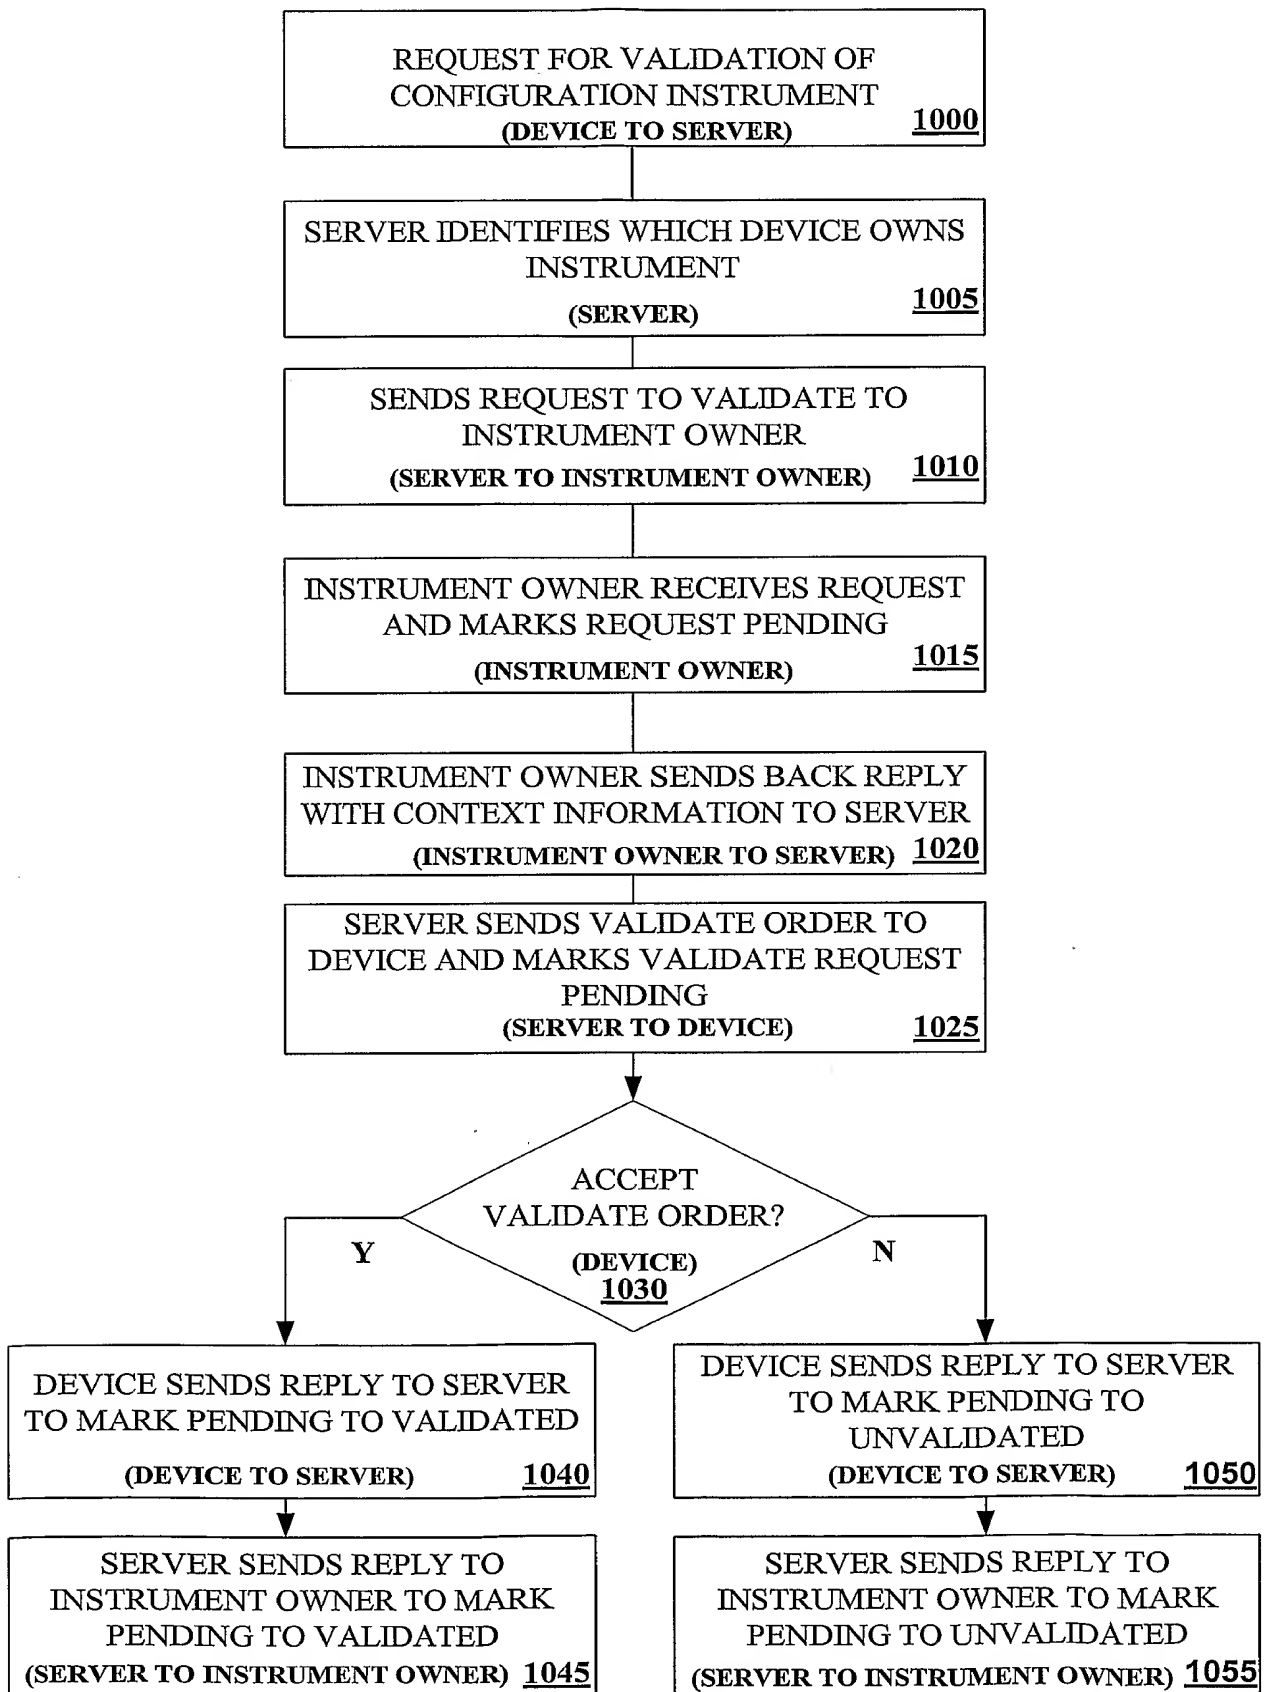 REQUEST FOR VALIDATION OF
CONFIGURATION INSTRUMENT
(DEVICE TO SERVER)
1000
SERVER IDENTIFIES WHICH DEVICE OWNS
INSTRUMENT
(SERVER)
1005
SENDS REQUEST TO VALIDATE TO
INSTRUMENT OWNER
(SERVER TO INSTRUMENT OWNER)
1010
INSTRUMENT OWNER RECEIVES REQUEST
AND MARKS REQUEST PENDING
(INSTRUMENT OWNER)
1015
INSTRUMENT OWNER SENDS BACK REPLY
WITH CONTEXT INFORMATION TO SERVER
(INSTRUMENT OWNER TO SERVER) 1020
SERVER SENDS VALIDATE ORDER TO
DEVICE AND MARKS VALIDATE REQUEST
PENDING
(SERVER TO DEVICE) 1025
ACCEPT
VALIDATE ORDER?
(DEVICE)
1030
Y
N
DEVICE SENDS REPLY TO SERVER
TO MARK PENDING TO VALIDATED
(DEVICE TO SERVER) 1040
DEVICE SENDS REPLY TO SERVER
TO MARK PENDING TO
UNVALIDATED
(DEVICE TO SERVER) 1050
SERVER SENDS REPLY TO
INSTRUMENT OWNER TO MARK
PENDING TO VALIDATED
(SERVER TO INSTRUMENT OWNER) 1045
SERVER SENDS REPLY TO
INSTRUMENT OWNER TO MARK
PENDING TO UNVALIDATED
(SERVER TO INSTRUMENT OWNER) 1055